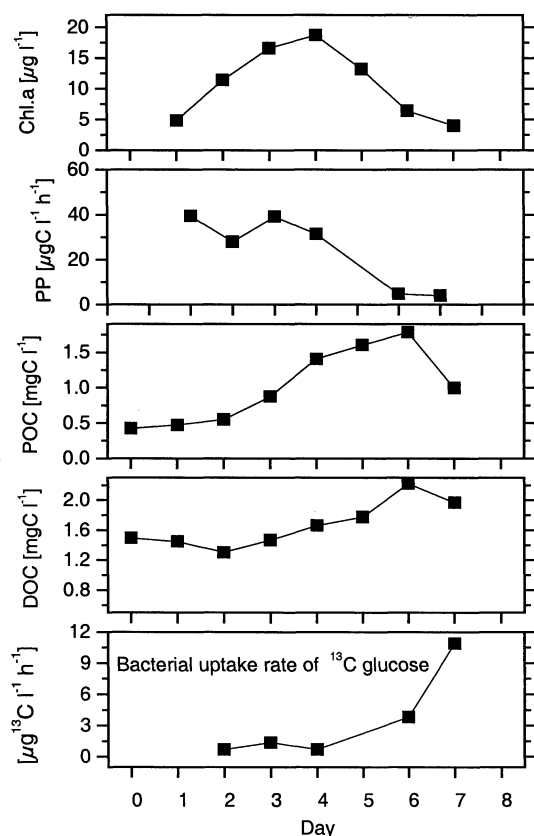 20
15
10
5
0
Chl.a [µg l⁻¹]
60
40
20
0
PP [µgC l⁻¹ h⁻¹]
1.5
1.0
0.5
0.0
POC [mgC l⁻¹]
2.0
1.6
1.2
0.8
DOC [mgC l⁻¹]
12
9
6
3
0
[µg¹³C l⁻¹ h⁻¹]
Bacterial uptake rate of ¹³C glucose
0 1 2 3 4 5 6 7 8
Day